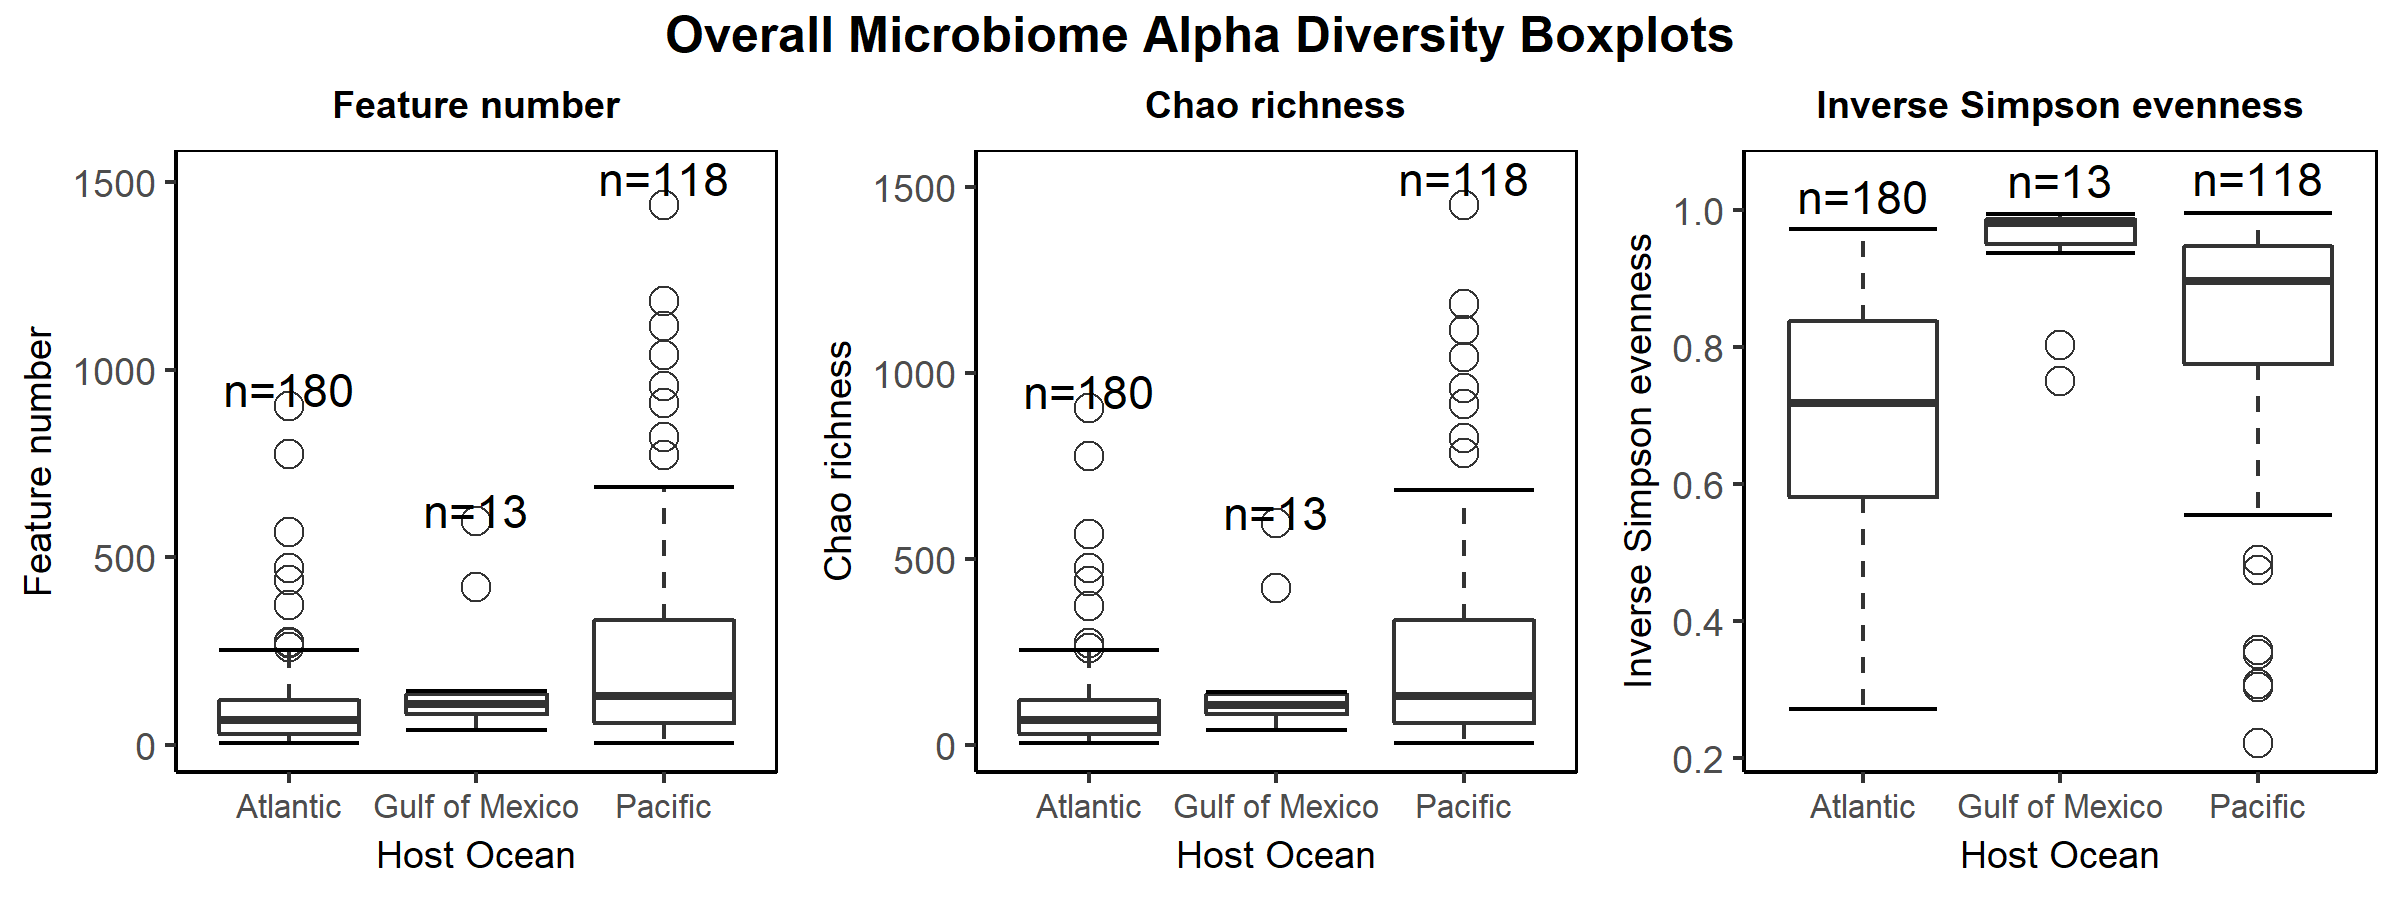 Overall Microbiome Alpha Diversity Boxplots
Feature number
Feature number
1500
1000
500
0
n=180
n=13
n=118
Atlantic
Gulf of Mexico
Pacific
Host Ocean
Chao richness
Chao richness
1500
1000
500
0
n=180
n=13
n=118
Atlantic
Gulf of Mexico
Pacific
Host Ocean
Inverse Simpson evenness
Inverse Simpson evenness
1.0
0.8
0.6
0.4
0.2
n=180
n=13
n=118
Atlantic
Gulf of Mexico
Pacific
Host Ocean